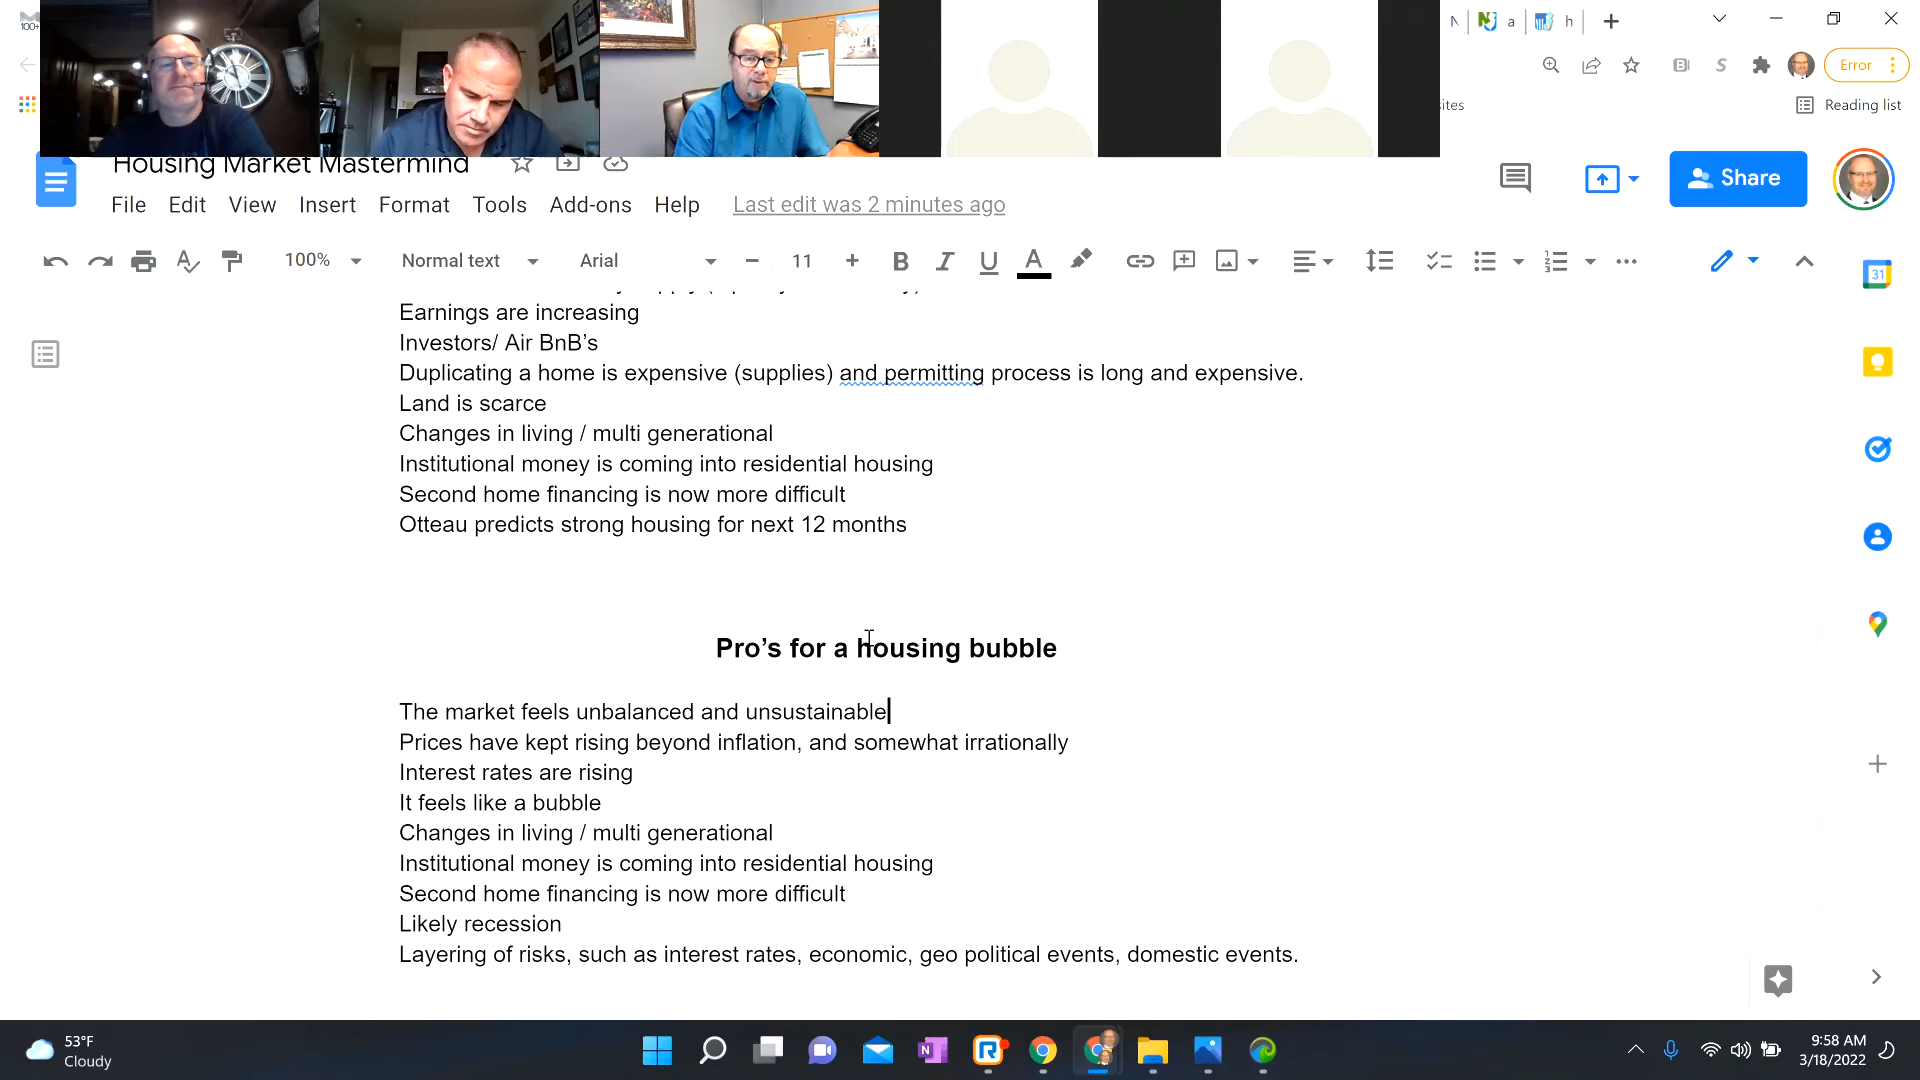 100+
N
a
h
Error
ites
Reading list
Housing Market Mastermind
Share
File Edit View Insert Format Tools Add-ons Help Last edit was 2 minutes ago
100% Normal text Arial − 11 + B I U A
31
Earnings are increasing
Investors/ Air BnB’s
Duplicating a home is expensive (supplies) and permitting process is long and expensive.
Land is scarce
Changes in living / multi generational
Institutional money is coming into residential housing
Second home financing is now more difficult
Otteau predicts strong housing for next 12 months
Pro’s for a housing bubble
The market feels unbalanced and unsustainable
Prices have kept rising beyond inflation, and somewhat irrationally
Interest rates are rising
It feels like a bubble
Changes in living / multi generational
Institutional money is coming into residential housing
Second home financing is now more difficult
Likely recession
Layering of risks, such as interest rates, economic, geo political events, domestic events.
53°F
Cloudy
9:58 AM
3/18/2022